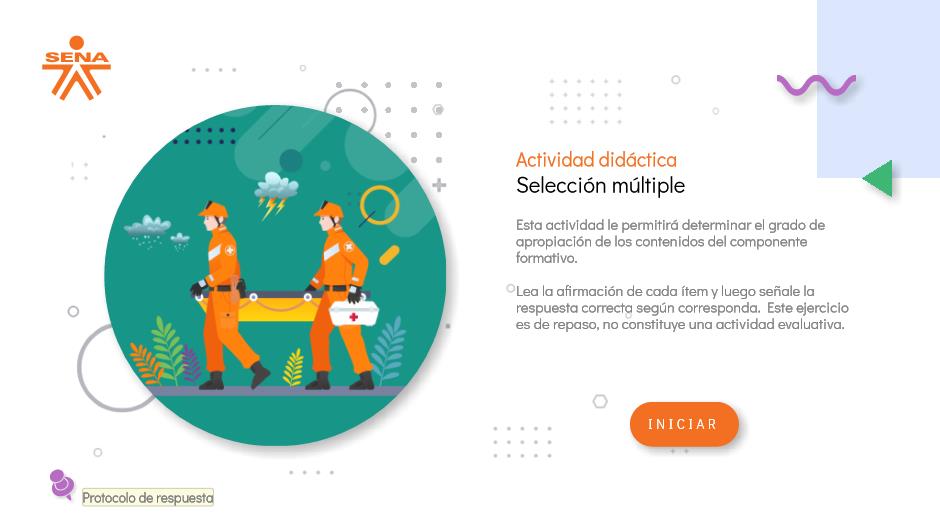 SENA
Actividad didáctica
Selección múltiple
Esta actividad le permitirá determinar el grado de
apropiación de los contenidos del componente
formativo.
Lea la afirmación de cada ítem y luego señale la
respuesta correcta según corresponda. Este ejercicio
es de repaso, no constituye una actividad evaluativa.
INICIAR
Protocolo de respuesta